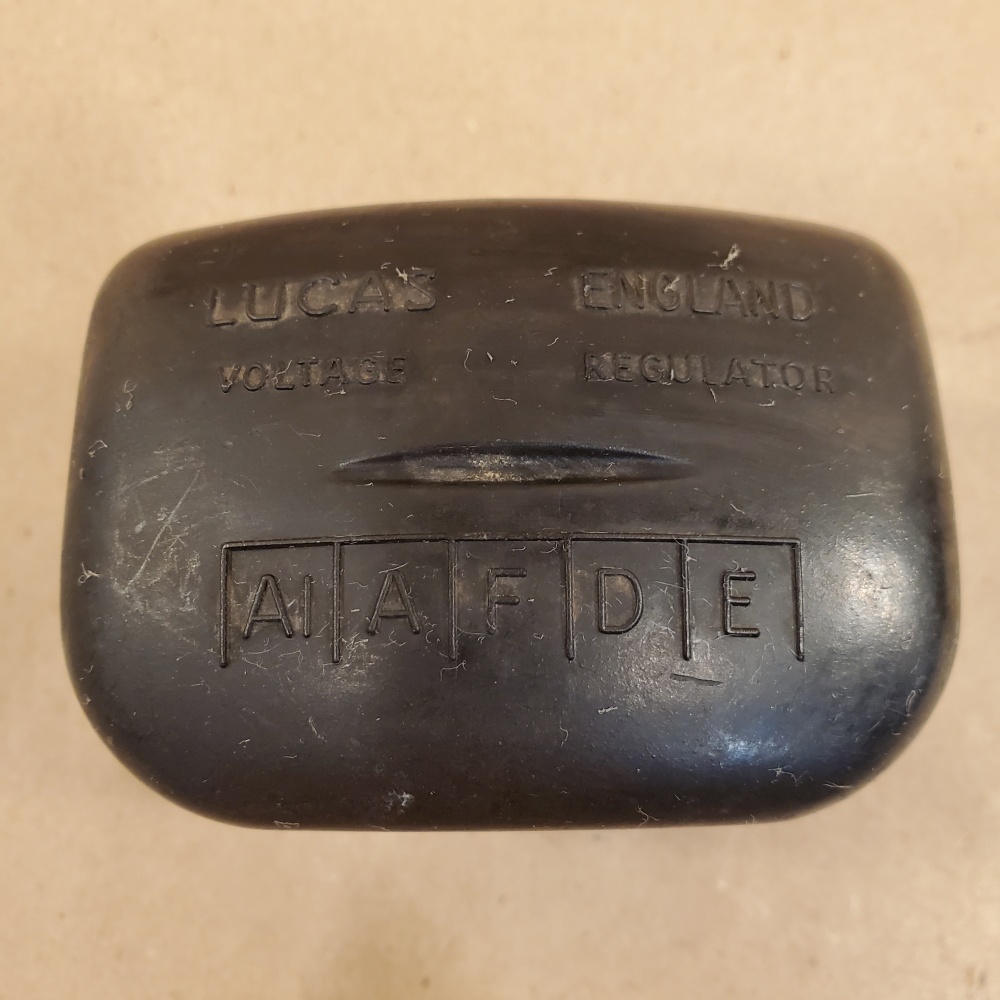 LUCAS ENGLAND
VOLTAGE REGULATOR
A1 A F D E